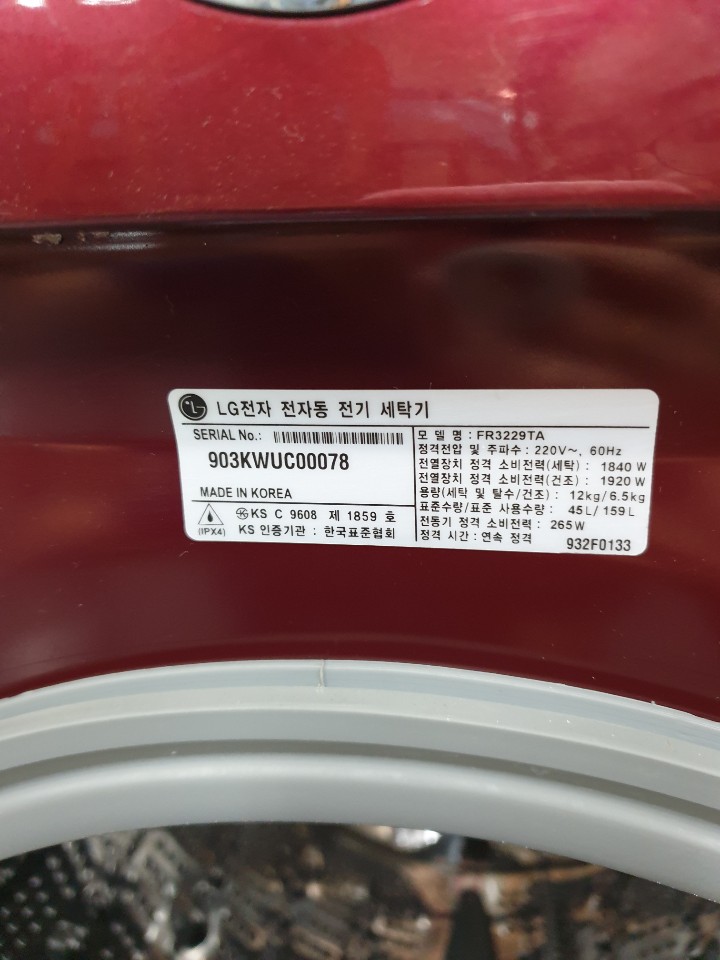 LG전자 전자동 전기 세탁기
SERIAL No.:
903KWUC00078
MADE IN KOREA
(IPX4)
KS C 9608 제 1859 호
KS 인증기관 : 한국표준협회
모 델 명 : FR3229TA
정격전압 및 주파수 : 220V~, 60Hz
전열장치 정격 소비전력(세탁) : 1840 W
전열장치 정격 소비전력(건조) : 1920 W
용량(세탁 및 탈수/건조) : 12kg/6.5kg
표준수량/표준 사용수량 : 45L/159L
전동기 정격 소비전력 : 265W
정격 시간 : 연속 정격
932F0133